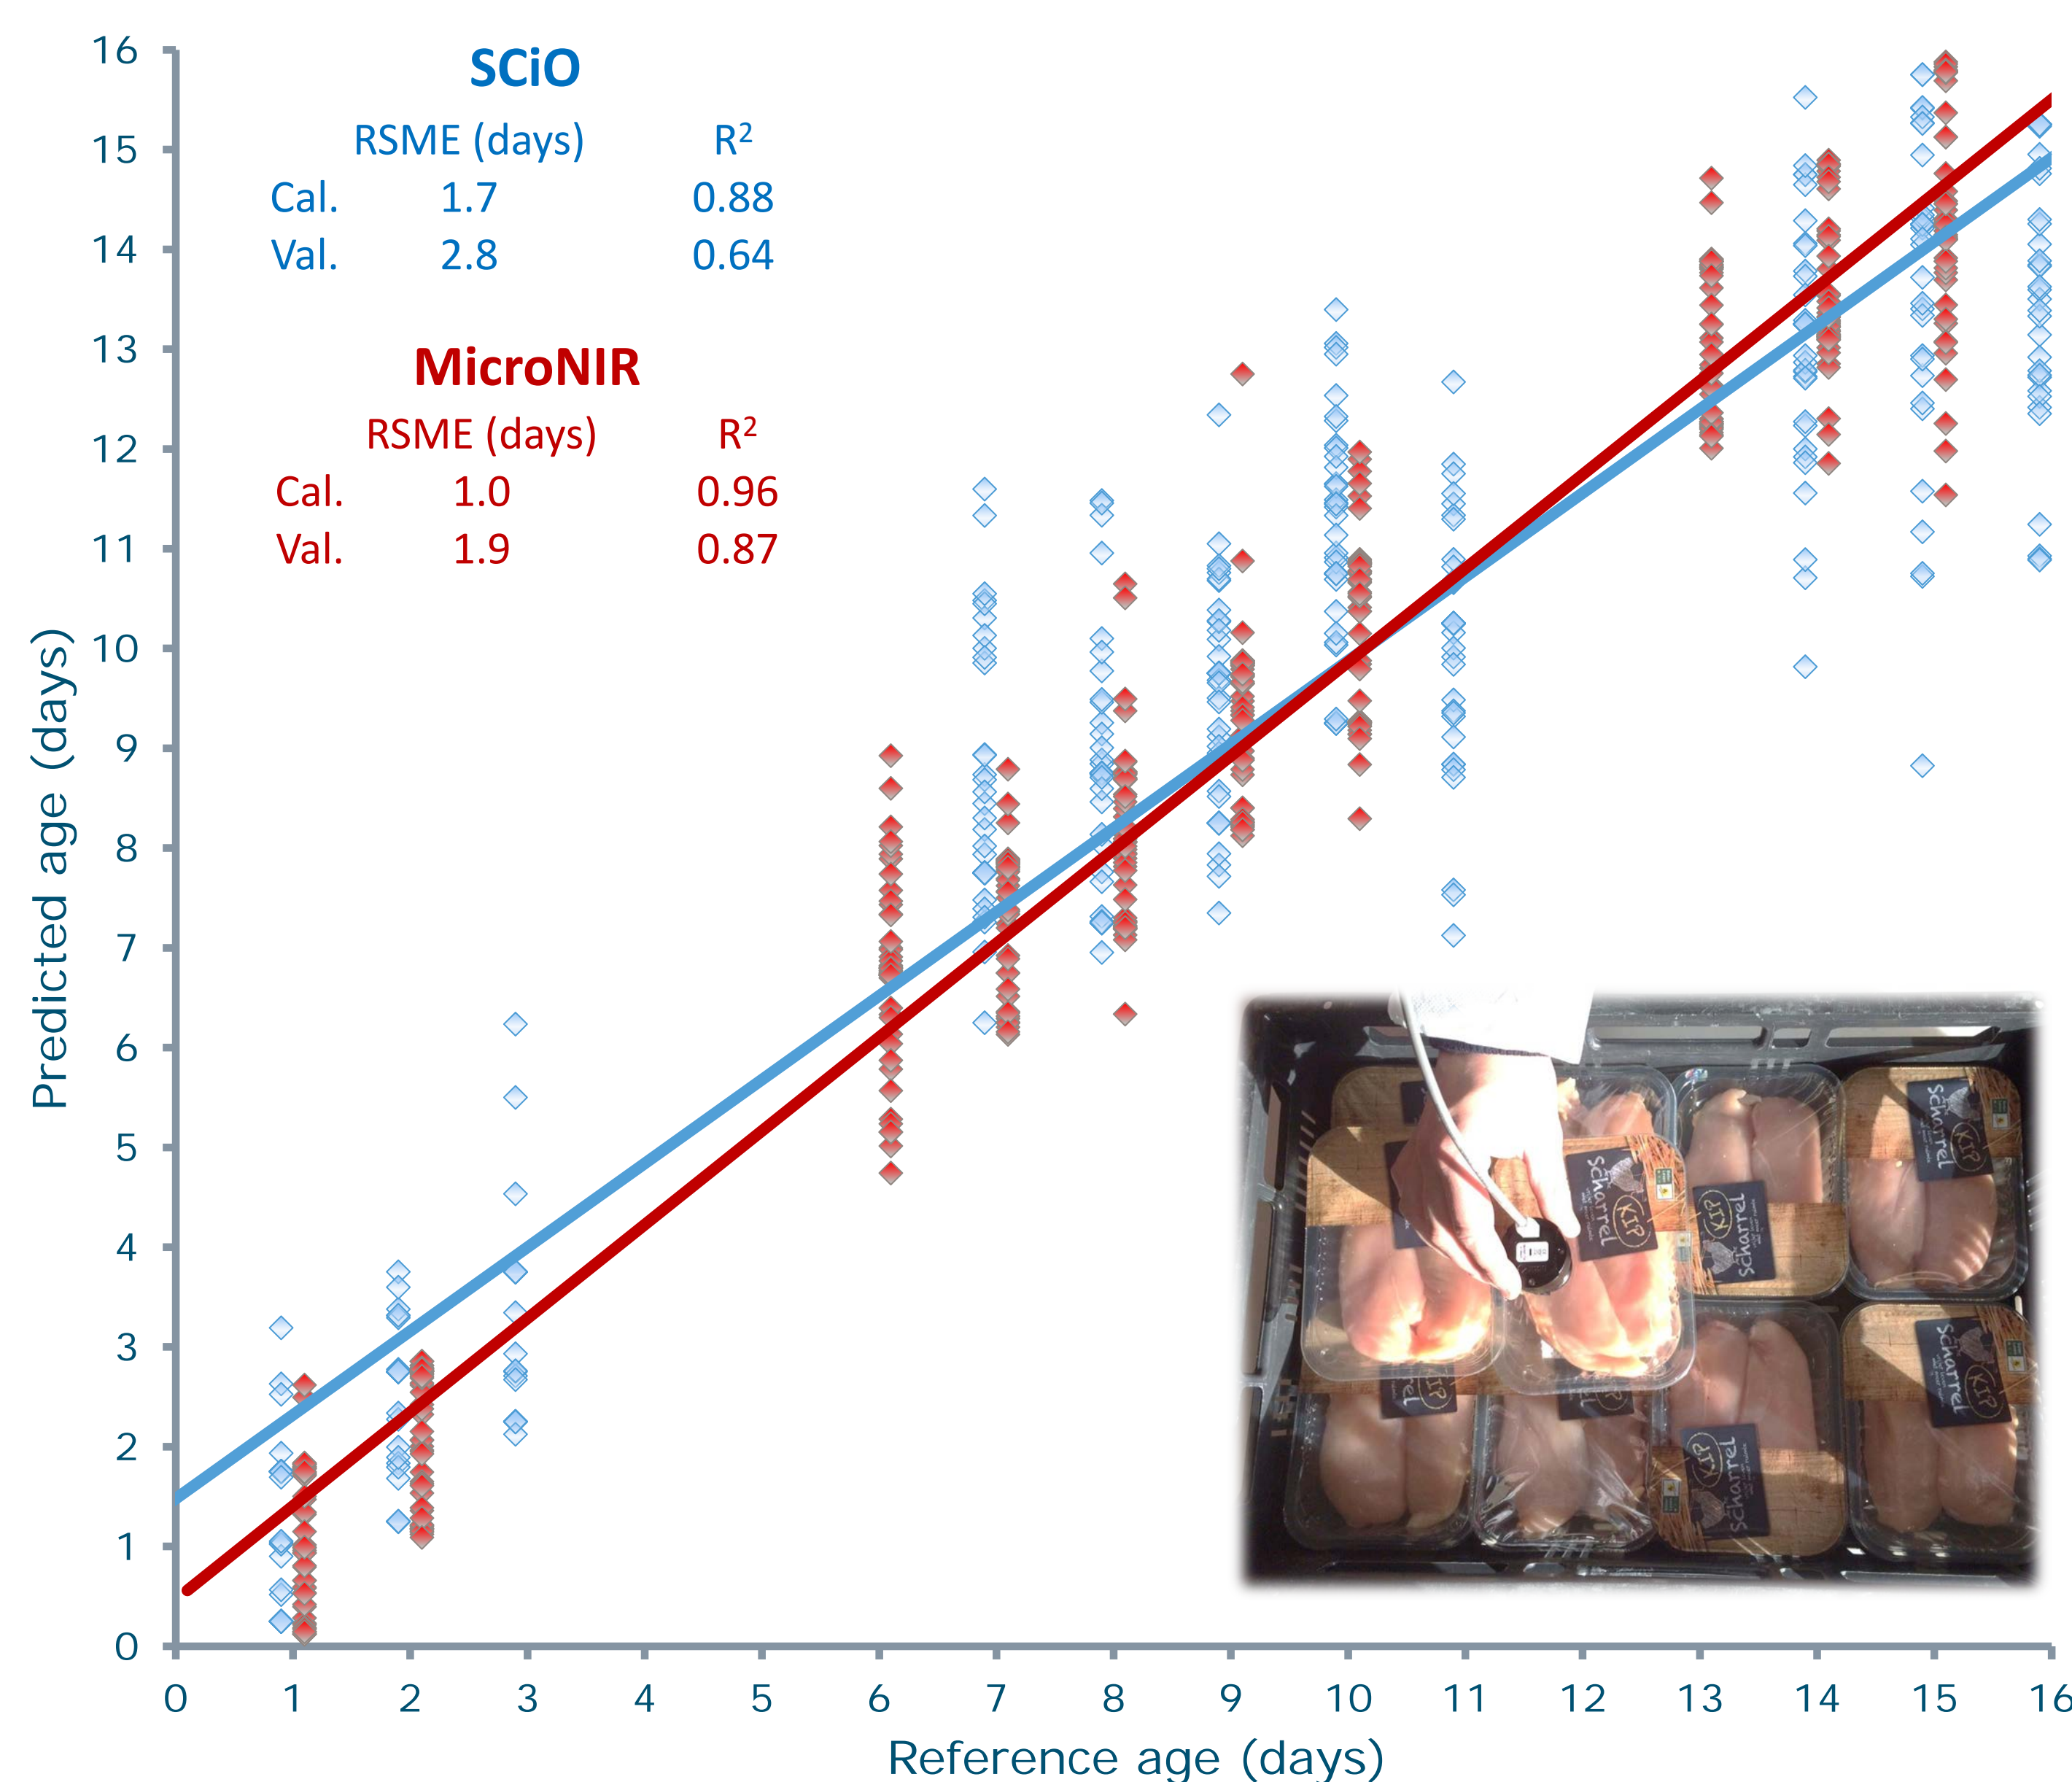 SCiO
RSME (days) R²
Cal. 1.7 0.88
Val. 2.8 0.64
MicroNIR
RSME (days) R²
Cal. 1.0 0.96
Val. 1.9 0.87
Predicted age (days)
16
15
14
13
12
11
10
9
8
7
6
5
4
3
2
1
0
0 1 2 3 4 5 6 7 8 9 10 11 12 13 14 15 16
Reference age (days)
scharrel KIP
scharrel KIP
scharrel KIP
scharrel KIP
scharrel KIP
KIP